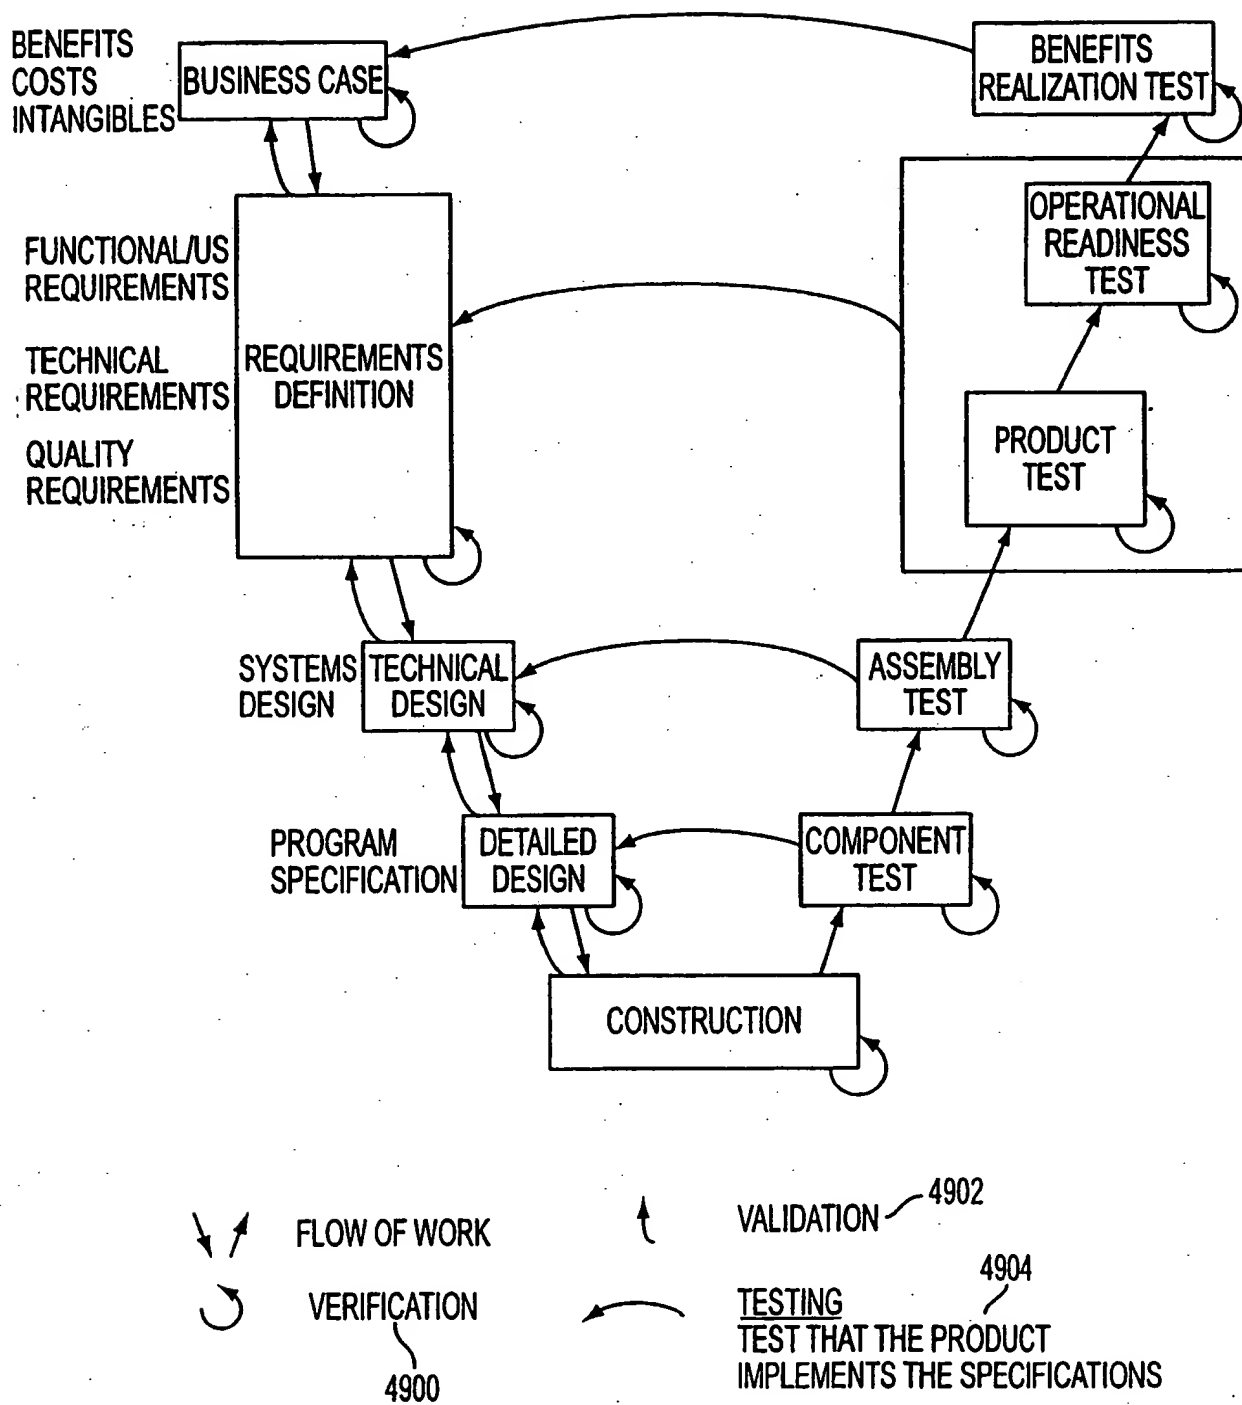 BENEFITS
COSTS
INTANGIBLES
BUSINESS CASE
BENEFITS
REALIZATION TEST
OPERATIONAL
READINESS
TEST
FUNCTIONAL/US
REQUIREMENTS
TECHNICAL
REQUIREMENTS
QUALITY
REQUIREMENTS
REQUIREMENTS
DEFINITION
PRODUCT
TEST
SYSTEMS
DESIGN
TECHNICAL
DESIGN
ASSEMBLY
TEST
PROGRAM
SPECIFICATION
DETAILED
DESIGN
COMPONENT
TEST
CONSTRUCTION
FLOW OF WORK
VALIDATION
4902
VERIFICATION
4900
4904
TESTING
TEST THAT THE PRODUCT
IMPLEMENTS THE SPECIFICATIONS